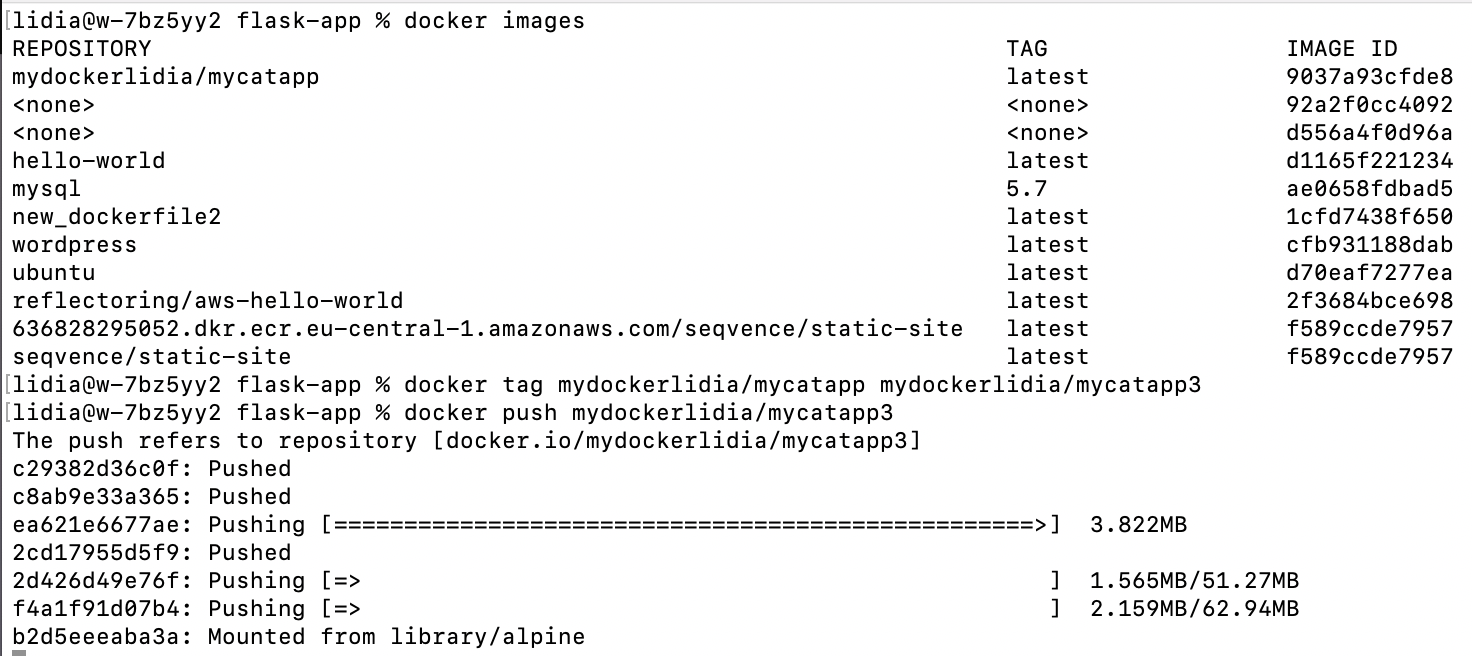 [lidia@w-7bz5yy2 flask-app % docker images
REPOSITORY TAG IMAGE ID
mydockerlidia/mycatapp latest 9037a93cfde8
<none> <none> 92a2f0cc4092
<none> <none> d556a4f0d96a
hello-world latest d1165f221234
mysql 5.7 ae0658fdbad5
new_dockerfile2 latest 1cfd7438f650
wordpress latest cfb931188dab
ubuntu latest d70eaf7277ea
reflectoring/aws-hello-world latest 2f3684bce698
636828295052.dkr.ecr.eu-central-1.amazonaws.com/seqvence/static-site latest f589ccde7957
seqvence/static-site latest f589ccde7957
[lidia@w-7bz5yy2 flask-app % docker tag mydockerlidia/mycatapp mydockerlidia/mycatapp3
[lidia@w-7bz5yy2 flask-app % docker push mydockerlidia/mycatapp3
The push refers to repository [docker.io/mydockerlidia/mycatapp3]
c29382d36c0f: Pushed
c8ab9e33a365: Pushed
ea621e6677ae: Pushing [==================================================>] 3.822MB
2cd17955d5f9: Pushed
2d426d49e76f: Pushing [=> ] 1.565MB/51.27MB
f4a1f91d07b4: Pushing [=> ] 2.159MB/62.94MB
b2d5eeeaba3a: Mounted from library/alpine